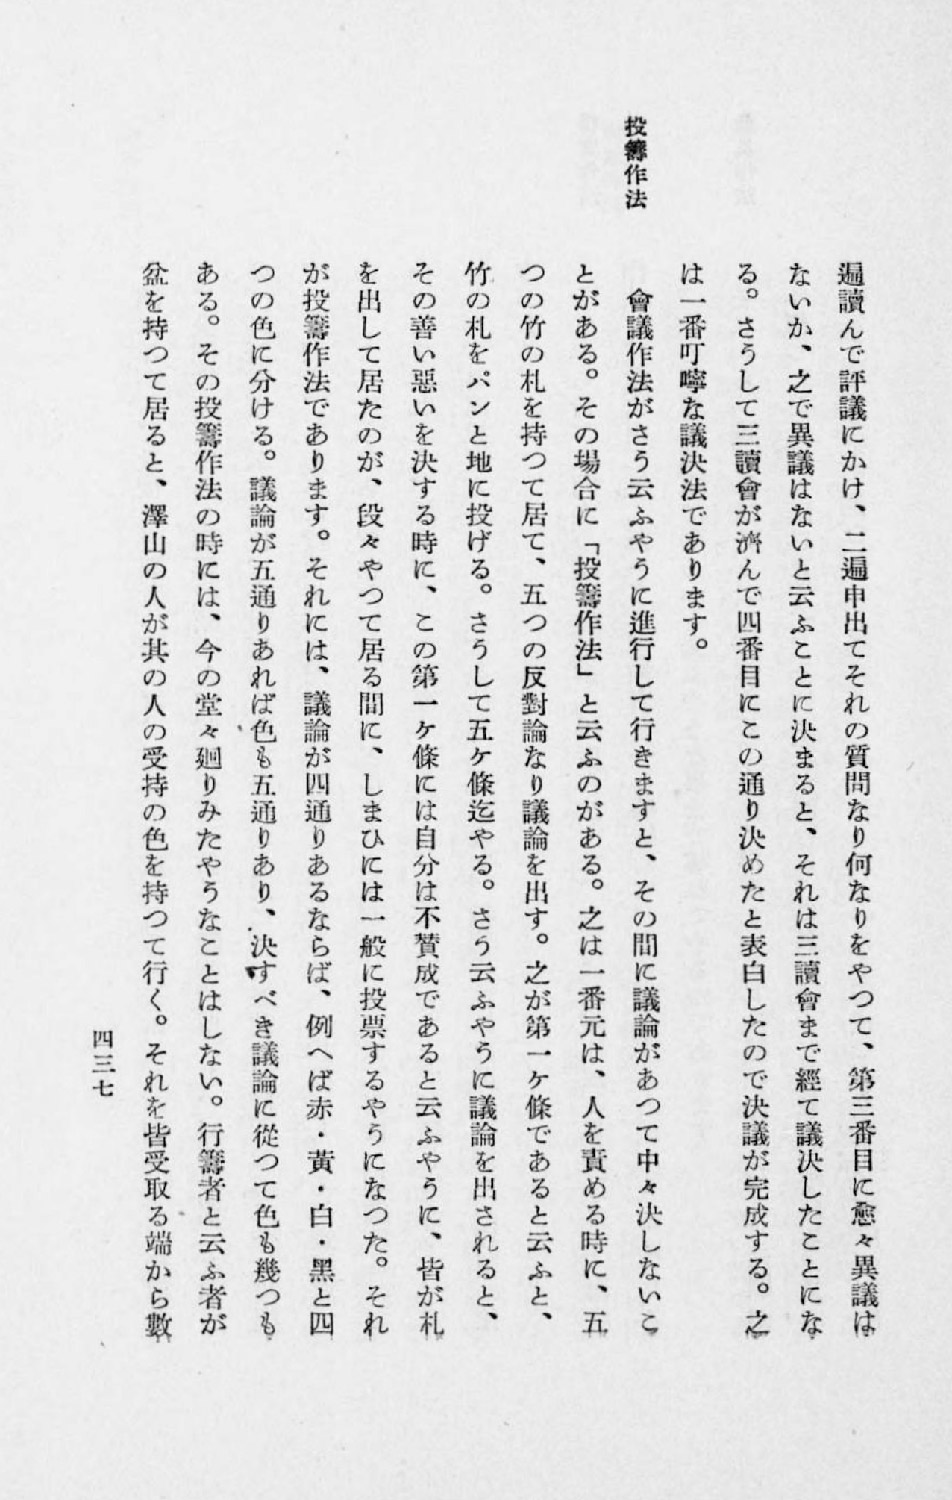 遍讀んで評議にかけ、二遍申出てそれの質問なり何なりをやつて、第三番目に愈々異議は
ないか、之で異議はないと云ふことに決まると、それは三讀會まで經て議決したことにな
る。さうして三讀會が濟んで四番目にこの通り決めたと表白したので決議が完成する。之
は一番叮嚀な議決法であります。
投籌作法
會議作法がさう云ふやうに進行して行きますと、その間に議論があつて中々決しないこ
とがある。その場合に「投籌作法」と云ふのがある。之は一番元は、人を責める時に、五
つの竹の札を持つて居て、五つの反對論なり議論を出す。之が第一ヶ條であると云ふと、
竹の札をパンと地に投げる。さうして五ケ條迄やる。さう云ふやうに議論を出されると、
その善い惡いを決する時に、この第一ヶ條には自分は不賛成であると云ふやうに、皆が札
を出して居たのが、段々やつて居る間に、しまひには一般に投票するやうになつた。それ
が投籌作法であります。それには、議論が四通りあるならば、例へば赤・黃・白・黑と四
つの色に分ける。議論が五通りあれば色も五通りあり、決すべき議論に從つて色も幾つも
ある。その投籌作法の時には、今の堂々廻りみたやうなことはしない。行籌者と云ふ者が
盆を持つて居ると、澤山の人が其の人の受持の色を持つて行く。それを皆受取る端から數
四三七